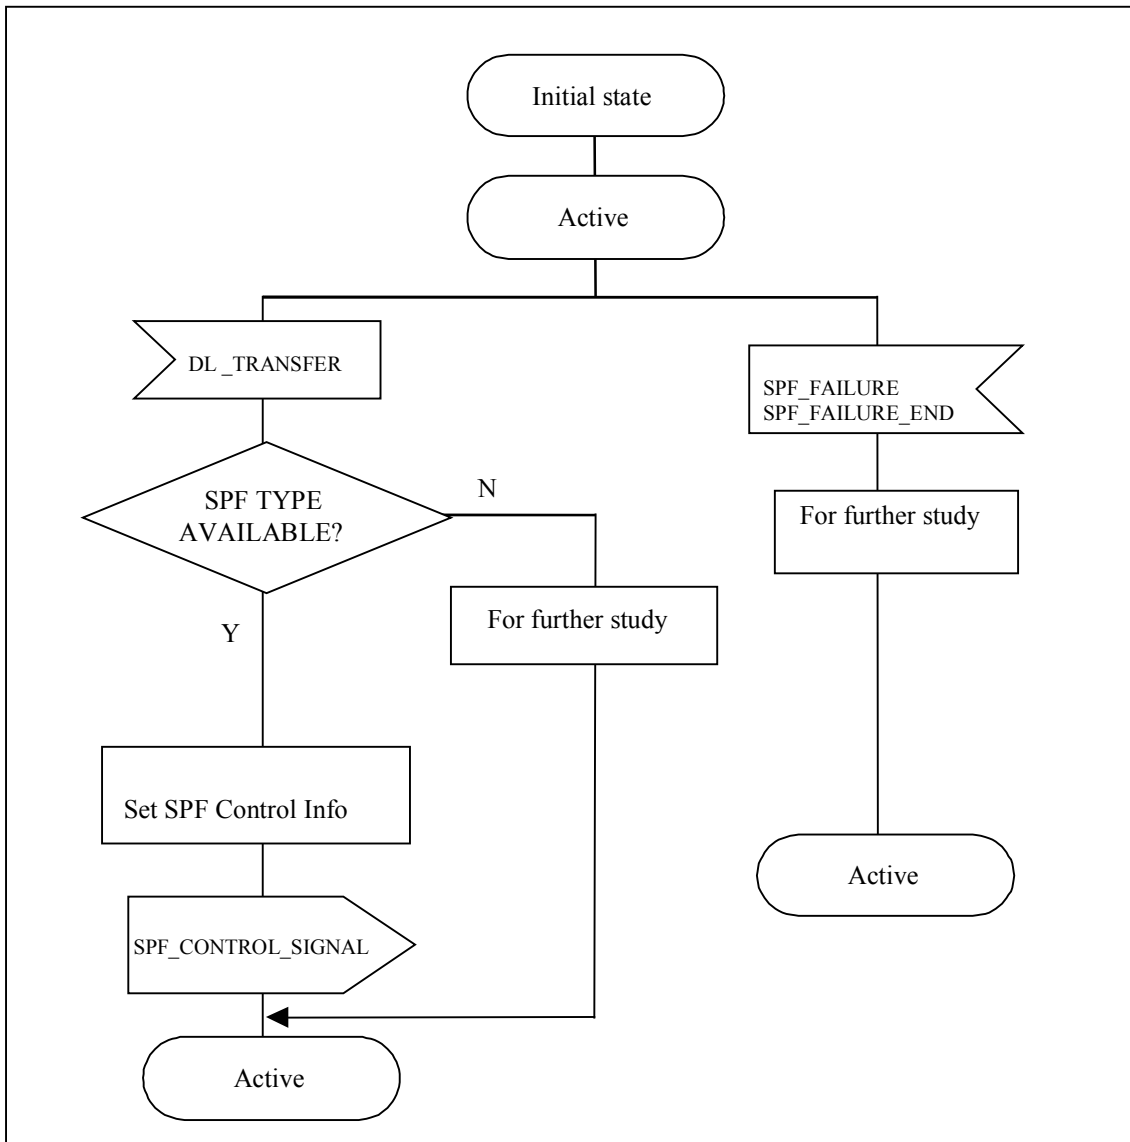 Initial state
Active
DL _TRANSFER
SPF_FAILURE
SPF_FAILURE_END
SPF TYPE
AVAILABLE?
N
For further study
For further study
Y
Set SPF Control Info
Active
SPF_CONTROL_SIGNAL
Active